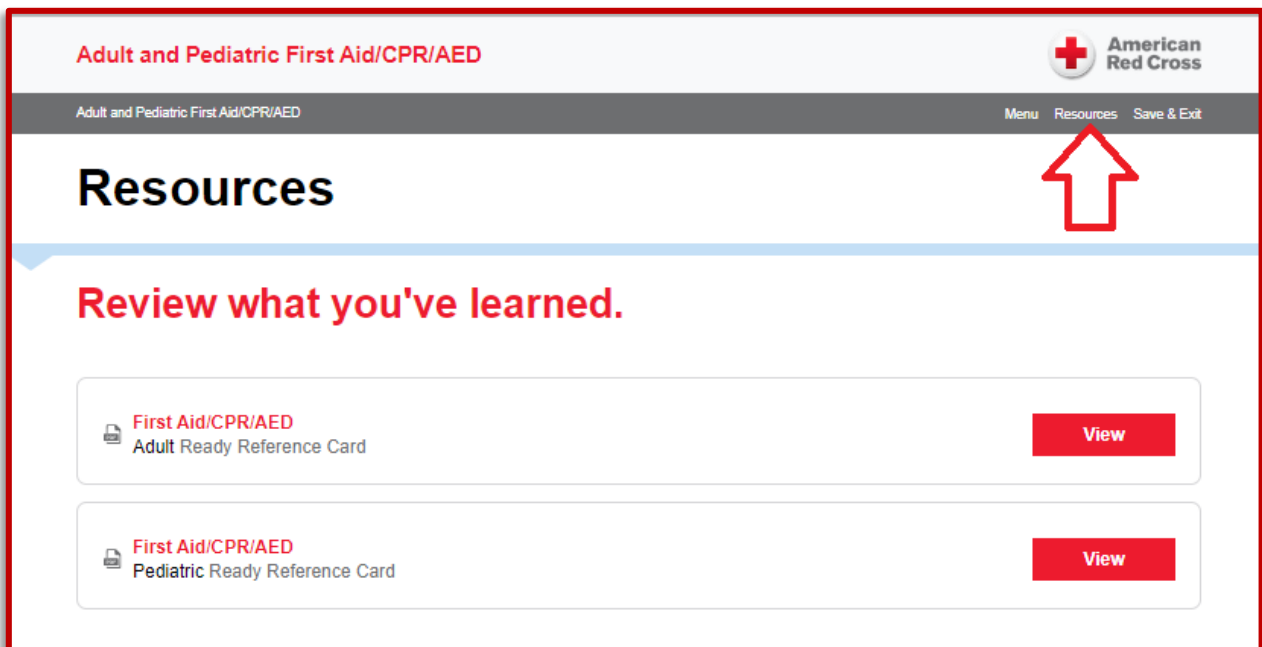 Adult and Pediatric First Aid/CPR/AED
American
Red Cross
Adult and Pediatric First Aid/CPR/AED
Menu Resources Save & Exit
Resources
Review what you've learned.
First Aid/CPR/AED
Adult Ready Reference Card
View
First Aid/CPR/AED
Pediatric Ready Reference Card
View